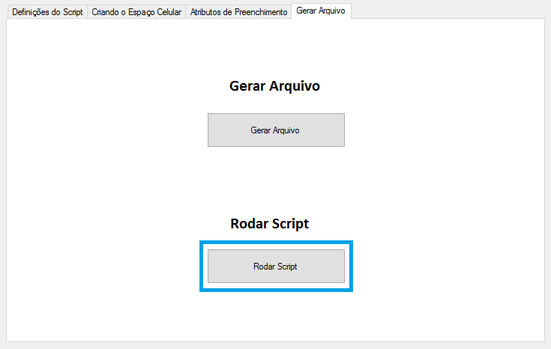 Definições do Script Criando o Espaço Celular Atributos de Preenchimento Gerar Arquivo
Gerar Arquivo
Gerar Arquivo
Rodar Script
Rodar Script